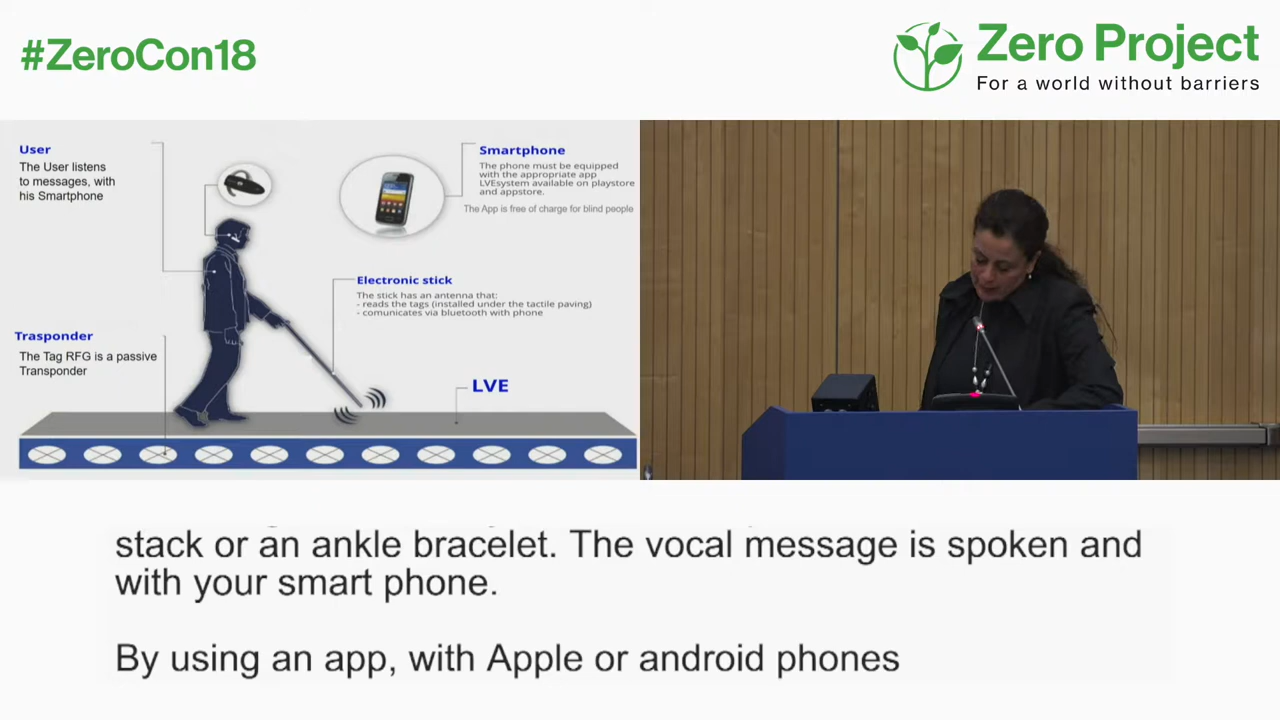 #ZeroCon18
Zero Project
For a world without barriers
User
The User listens
to messages, with
his Smartphone
Smartphone
The phone must be equipped
with the appropriate app
LVEsystem available on playstore
and appstore.
The App is free of charge for blind people
Electronic stick
The stick has an antenna that:
- reads the tags (installed under the tactile paving)
- comunicates via bluetooth with phone
Trasponder
The Tag RFG is a passive
Transponder
LVE
stack or an ankle bracelet. The vocal message is spoken and
with your smart phone.
By using an app, with Apple or android phones